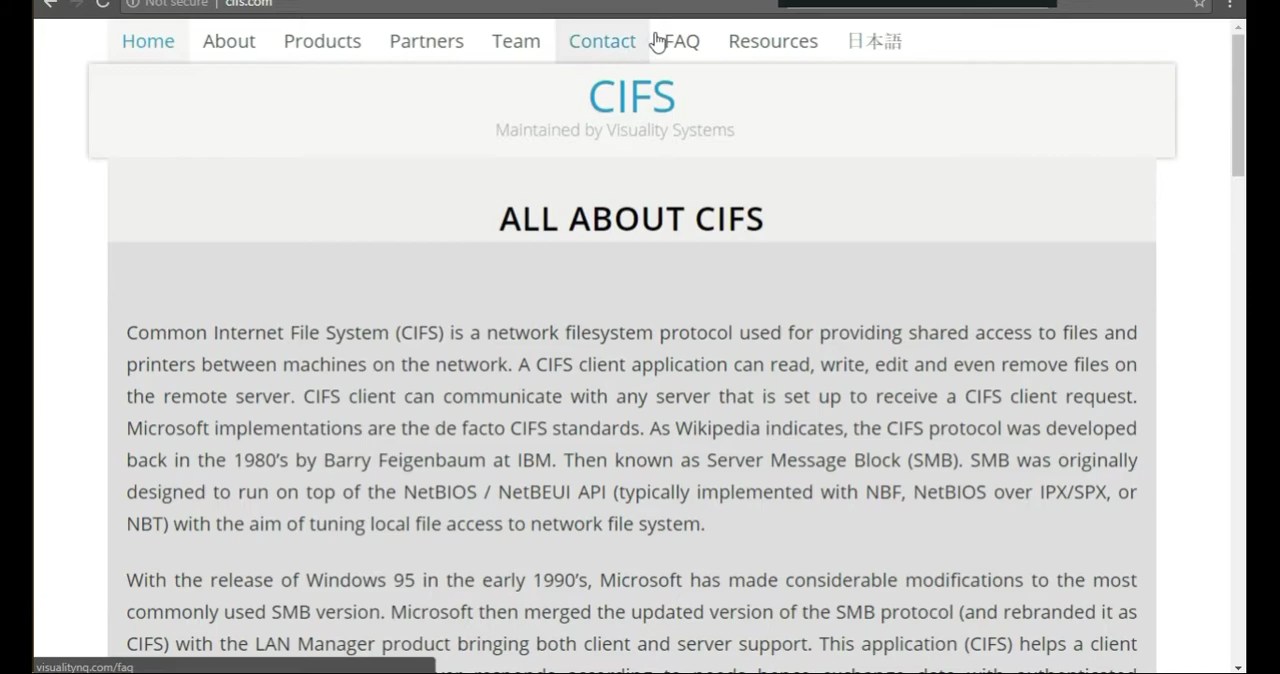 Not secure | cifs.com
Home About Products Partners Team Contact FAQ Resources 日本語
CIFS
Maintained by Visuality Systems
ALL ABOUT CIFS
Common Internet File System (CIFS) is a network filesystem protocol used for providing shared access to files and
printers between machines on the network. A CIFS client application can read, write, edit and even remove files on
the remote server. CIFS client can communicate with any server that is set up to receive a CIFS client request.
Microsoft implementations are the de facto CIFS standards. As Wikipedia indicates, the CIFS protocol was developed
back in the 1980's by Barry Feigenbaum at IBM. Then known as Server Message Block (SMB). SMB was originally
designed to run on top of the NetBIOS / NetBEUI API (typically implemented with NBF, NetBIOS over IPX/SPX, or
NBT) with the aim of tuning local file access to network file system.
With the release of Windows 95 in the early 1990's, Microsoft has made considerable modifications to the most
commonly used SMB version. Microsoft then merged the updated version of the SMB protocol (and rebranded it as
CIFS) with the LAN Manager product bringing both client and server support. This application (CIFS) helps a client
visualitynq.com/faq